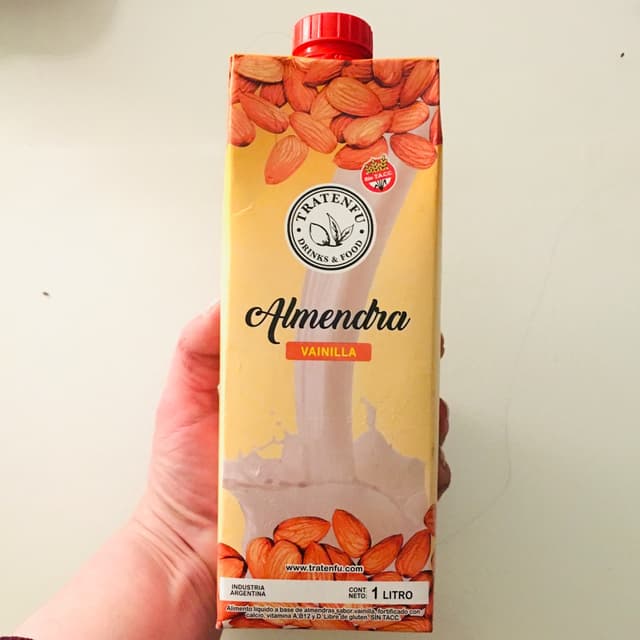 Sin T.A.C.C.
TRATENFU
DRINKS & FOOD
Almendra
VAINILLA
www.tratenfu.com
INDUSTRIA
ARGENTINA
CONT.
NETO: 1 LITRO
Alimento líquido a base de almendras sabor vainilla, fortificado con
calcio, vitamina A,B12 y D"Libre de gluten" SIN TACC